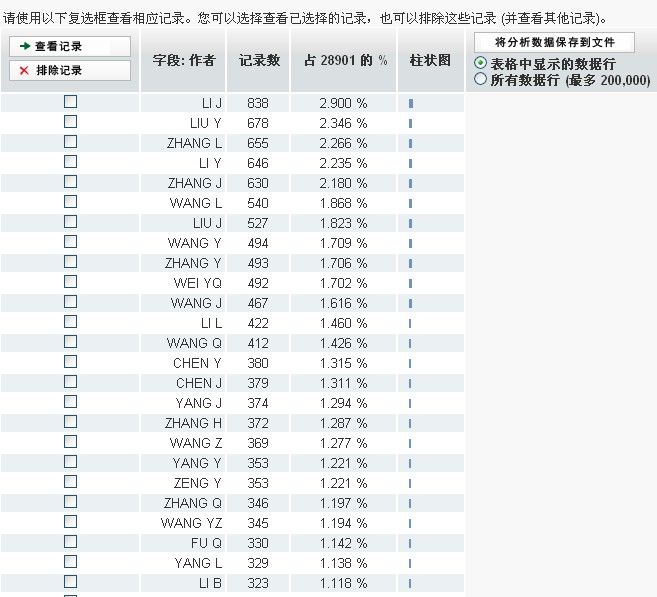 请使用以下复选框查看相应记录。您可以选择查看已选择的记录，也可以排除这些记录 (并查看其他记录)。
查看记录
排除记录
字段: 作者 记录数 占 28901 的 % 柱状图
将分析数据保存到文件
表格中显示的数据行
所有数据行 (最多 200,000)
LI J 838 2.900 %
LIU Y 678 2.346 %
ZHANG L 655 2.266 %
LI Y 646 2.235 %
ZHANG J 630 2.180 %
WANG L 540 1.868 %
LIU J 527 1.823 %
WANG Y 494 1.709 %
ZHANG Y 493 1.706 %
WEI YQ 492 1.702 %
WANG J 467 1.616 %
LI L 422 1.460 %
WANG Q 412 1.426 %
CHEN Y 380 1.315 %
CHEN J 379 1.311 %
YANG J 374 1.294 %
ZHANG H 372 1.287 %
WANG Z 369 1.277 %
YANG Y 353 1.221 %
ZENG Y 353 1.221 %
ZHANG Q 346 1.197 %
WANG YZ 345 1.194 %
FU Q 330 1.142 %
YANG L 329 1.138 %
LI B 323 1.118 %